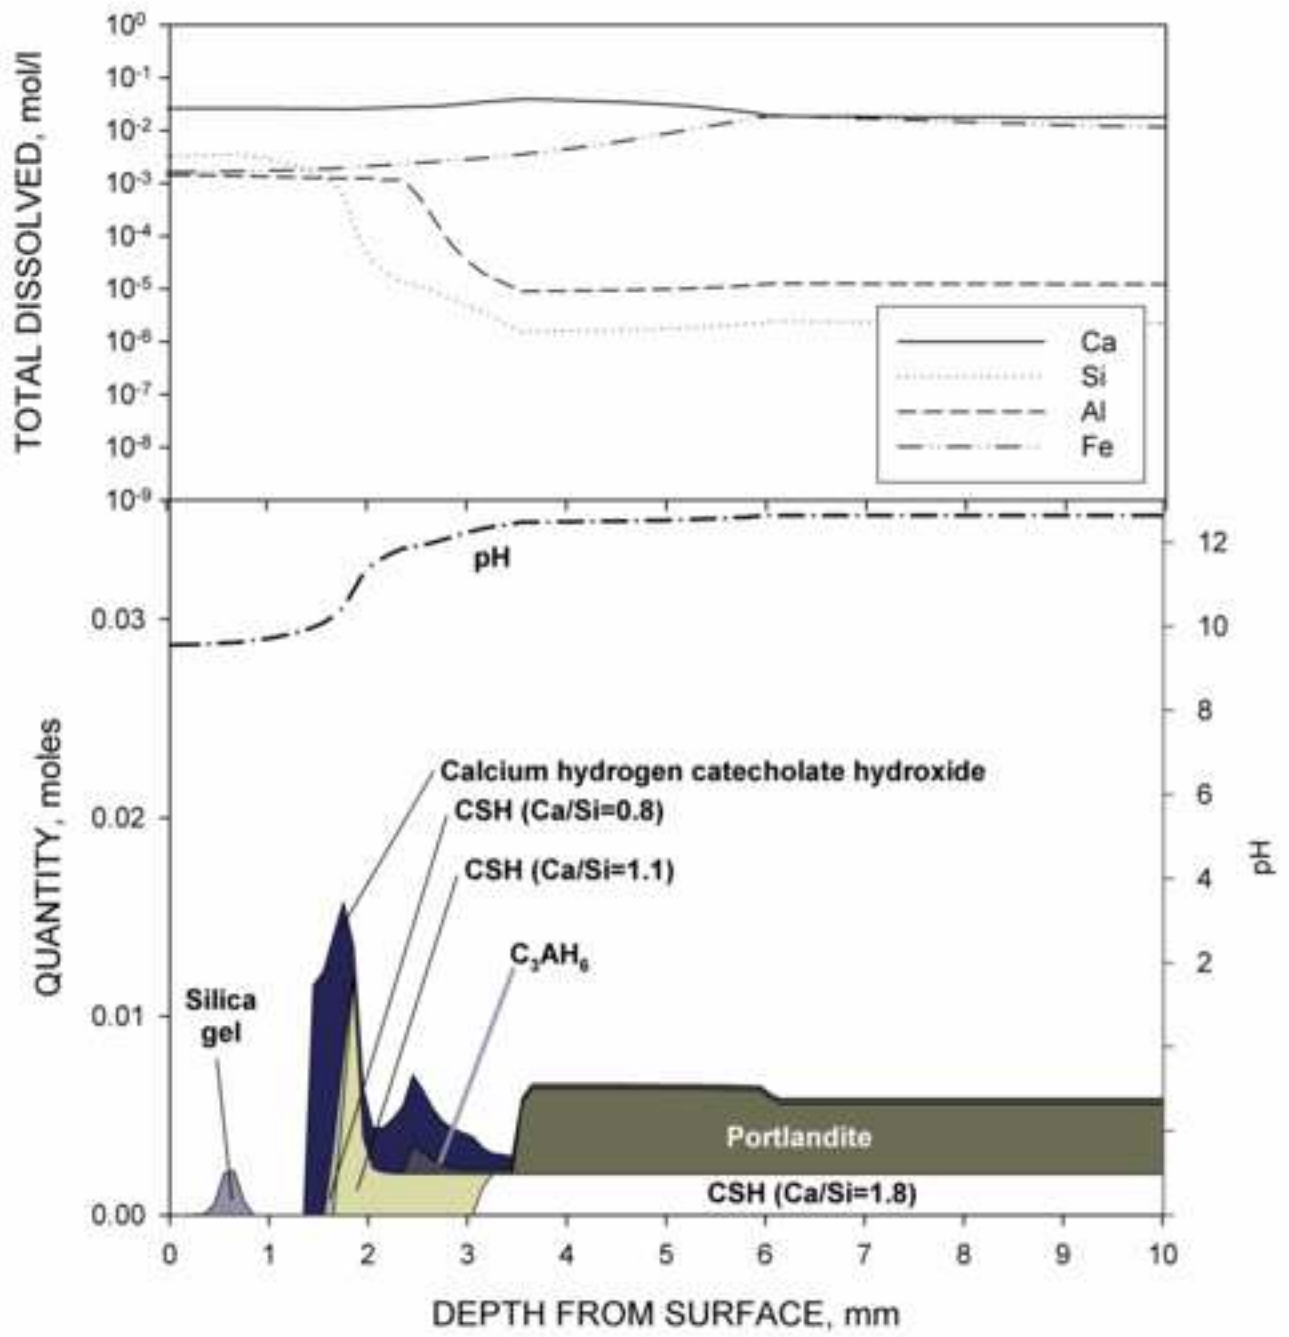 TOTAL DISSOLVED, mol/l
10⁰
10⁻¹
10⁻²
10⁻³
10⁻⁴
10⁻⁵
10⁻⁶
10⁻⁷
10⁻⁸
10⁻⁹
Ca
Si
Al
Fe
pH
QUANTITY, moles
0.03
0.02
0.01
0.00
12
10
8
6
4
2
pH
Calcium hydrogen catecholate hydroxide
CSH (Ca/Si=0.8)
CSH (Ca/Si=1.1)
C₃AH₆
Silica
gel
Portlandite
CSH (Ca/Si=1.8)
0 1 2 3 4 5 6 7 8 9 10
DEPTH FROM SURFACE, mm